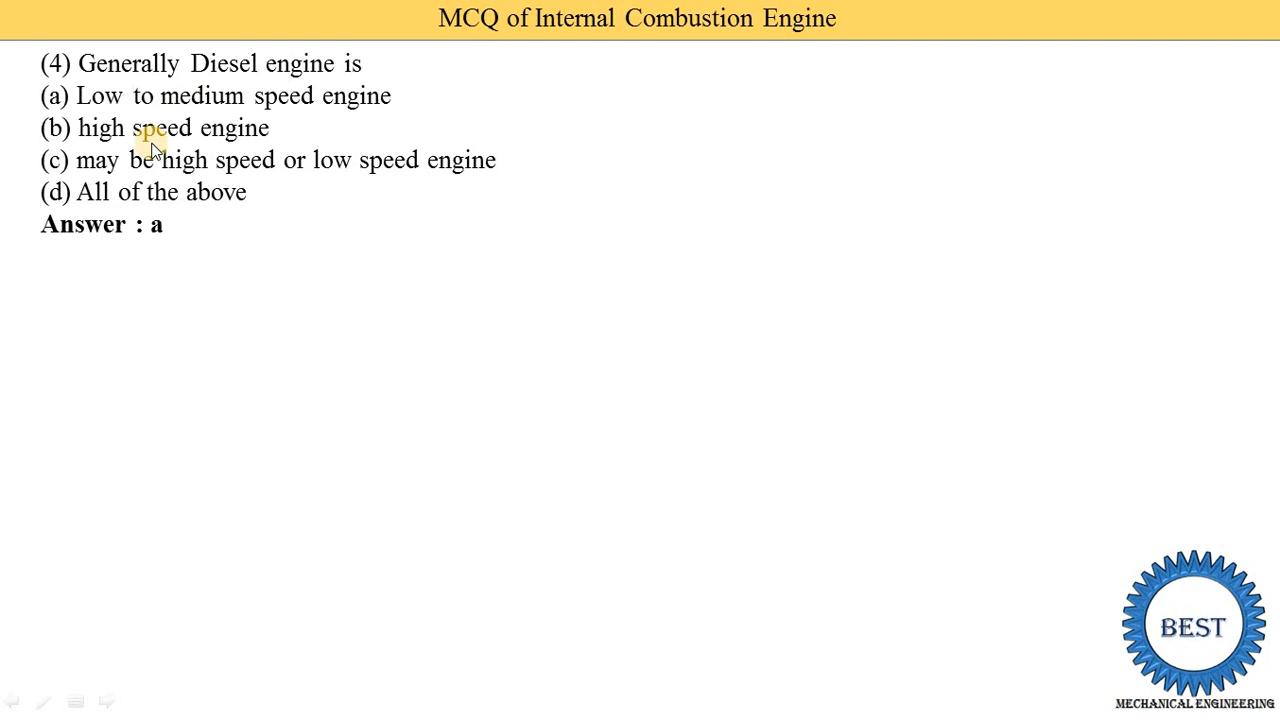 MCQ of Internal Combustion Engine
(4) Generally Diesel engine is
(a) Low to medium speed engine
(b) high speed engine
(c) may be high speed or low speed engine
(d) All of the above
Answer : a
BEST
MECHANICAL ENGINEERING